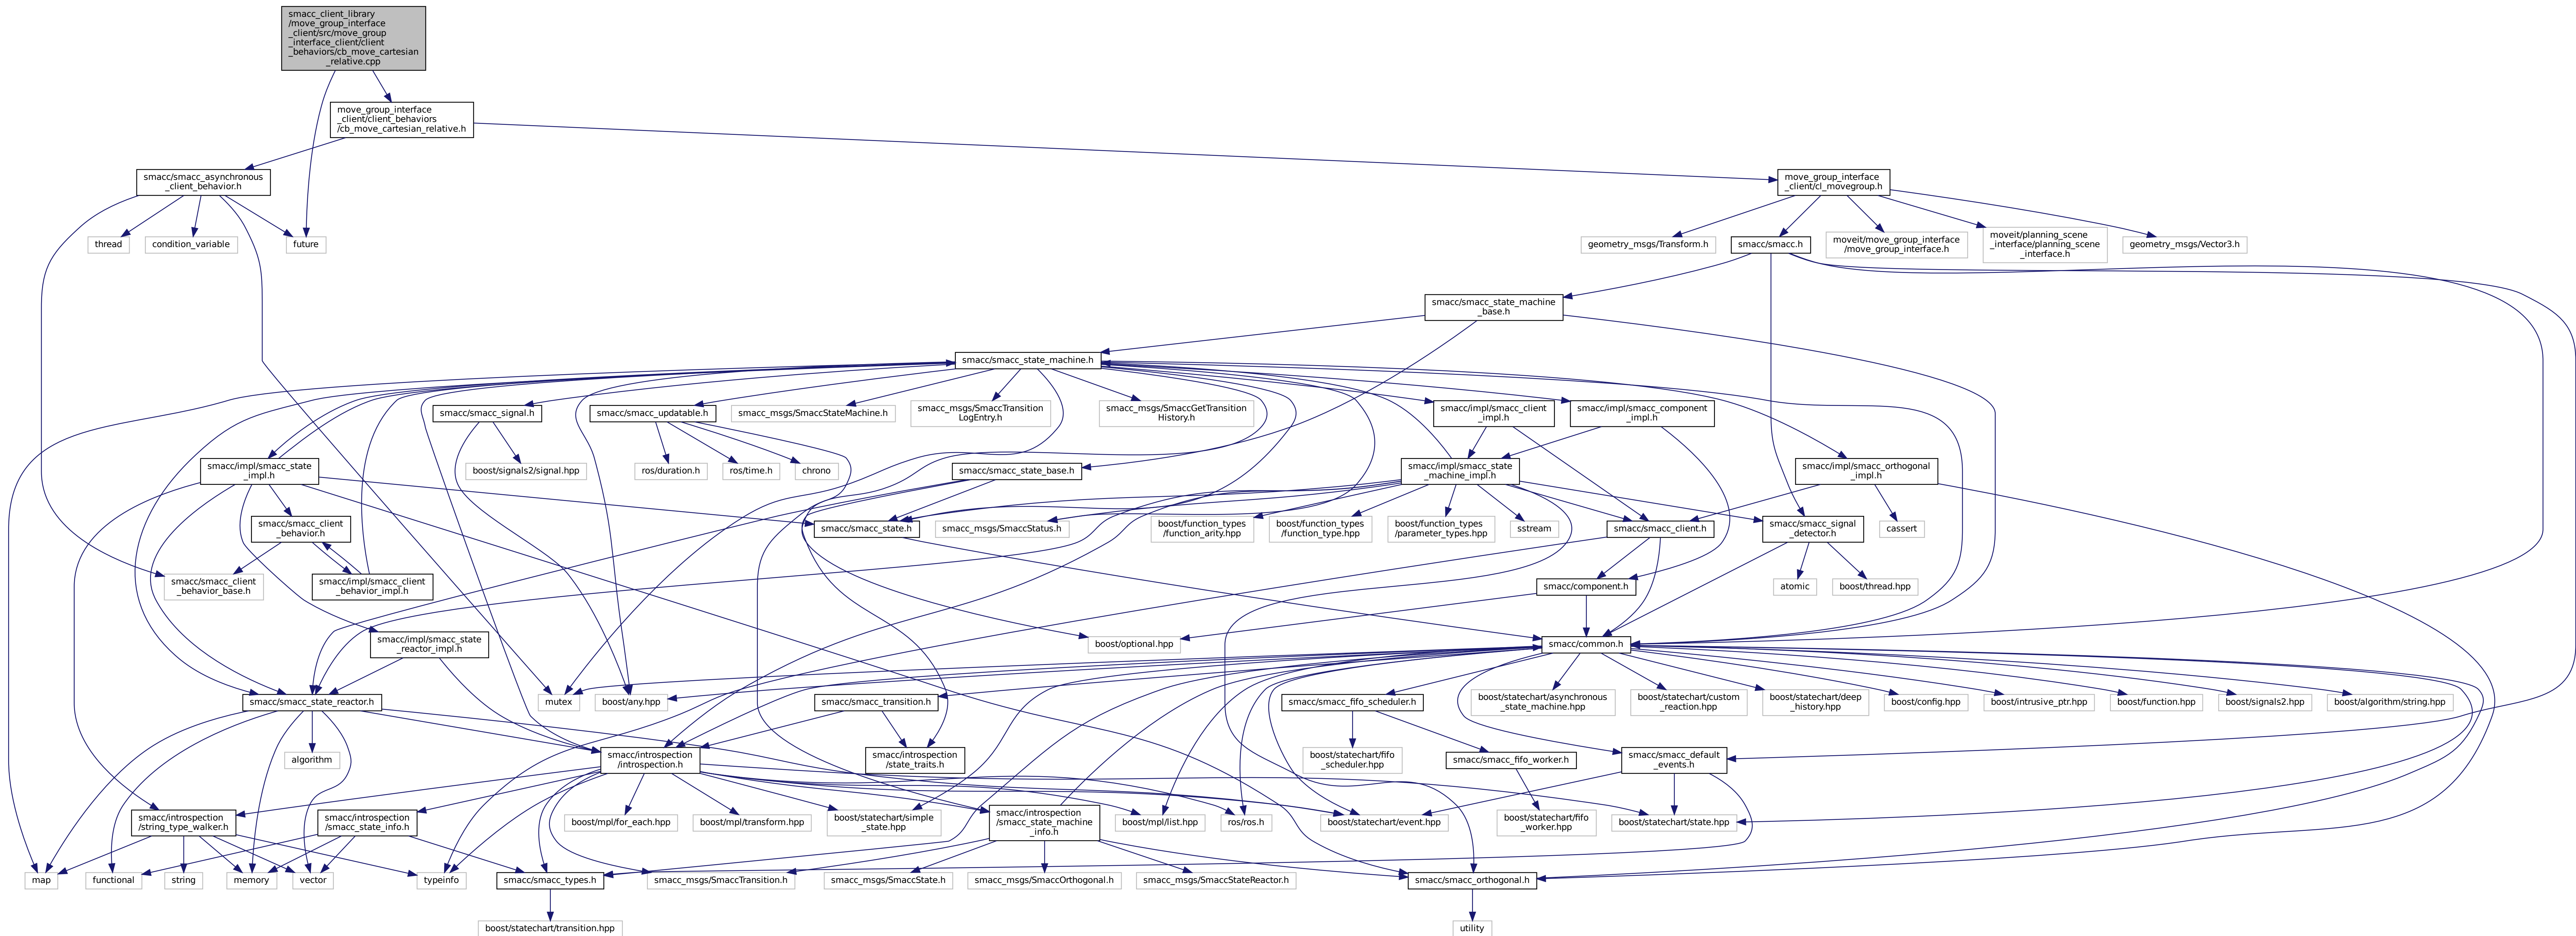 smacc_client_library
/move_group_interface
_client/src/move_group
_interface_client/client
_behaviors/cb_move_cartesian
_relative.cpp
move_group_interface
_client/client_behaviors
/cb_move_cartesian_relative.h
smacc/smacc_asynchronous
_client_behavior.h
move_group_interface
_client/cl_movegroup.h
thread
condition_variable
future
geometry_msgs/Transform.h
smacc/smacc.h
moveit/move_group_interface
/move_group_interface.h
moveit/planning_scene
_interface/planning_scene
_interface.h
geometry_msgs/Vector3.h
smacc/smacc_state_machine
_base.h
smacc/smacc_state_machine.h
smacc/smacc_signal.h
smacc/smacc_updatable.h
smacc_msgs/SmaccStateMachine.h
smacc_msgs/SmaccTransition
LogEntry.h
smacc_msgs/SmaccGetTransition
History.h
smacc/impl/smacc_client
_impl.h
smacc/impl/smacc_component
_impl.h
smacc/impl/smacc_state
_impl.h
boost/signals2/signal.hpp
ros/duration.h
ros/time.h
chrono
smacc/smacc_state_base.h
smacc/impl/smacc_state
_machine_impl.h
smacc/impl/smacc_orthogonal
_impl.h
smacc/smacc_client
_behavior.h
smacc/smacc_state.h
smacc_msgs/SmaccStatus.h
boost/function_types
/function_arity.hpp
boost/function_types
/function_type.hpp
boost/function_types
/parameter_types.hpp
sstream
smacc/smacc_client.h
smacc/smacc_signal
_detector.h
cassert
smacc/smacc_client
_behavior_base.h
smacc/impl/smacc_client
_behavior_impl.h
smacc/component.h
atomic
boost/thread.hpp
smacc/impl/smacc_state
_reactor_impl.h
boost/optional.hpp
smacc/common.h
smacc/smacc_state_reactor.h
mutex
boost/any.hpp
smacc/smacc_transition.h
smacc/smacc_fifo_scheduler.h
boost/statechart/asynchronous
_state_machine.hpp
boost/statechart/custom
_reaction.hpp
boost/statechart/deep
_history.hpp
boost/config.hpp
boost/intrusive_ptr.hpp
boost/function.hpp
boost/signals2.hpp
boost/algorithm/string.hpp
algorithm
smacc/introspection
/introspection.h
smacc/introspection
/state_traits.h
boost/statechart/fifo
_scheduler.hpp
smacc/smacc_fifo_worker.h
smacc/smacc_default
_events.h
smacc/introspection
/string_type_walker.h
smacc/introspection
/smacc_state_info.h
boost/mpl/for_each.hpp
boost/mpl/transform.hpp
boost/statechart/simple
_state.hpp
smacc/introspection
/smacc_state_machine
_info.h
boost/mpl/list.hpp
ros/ros.h
boost/statechart/event.hpp
boost/statechart/fifo
_worker.hpp
boost/statechart/state.hpp
map
functional
string
memory
vector
typeinfo
smacc/smacc_types.h
smacc_msgs/SmaccTransition.h
smacc_msgs/SmaccState.h
smacc_msgs/SmaccOrthogonal.h
smacc_msgs/SmaccStateReactor.h
smacc/smacc_orthogonal.h
boost/statechart/transition.hpp
utility